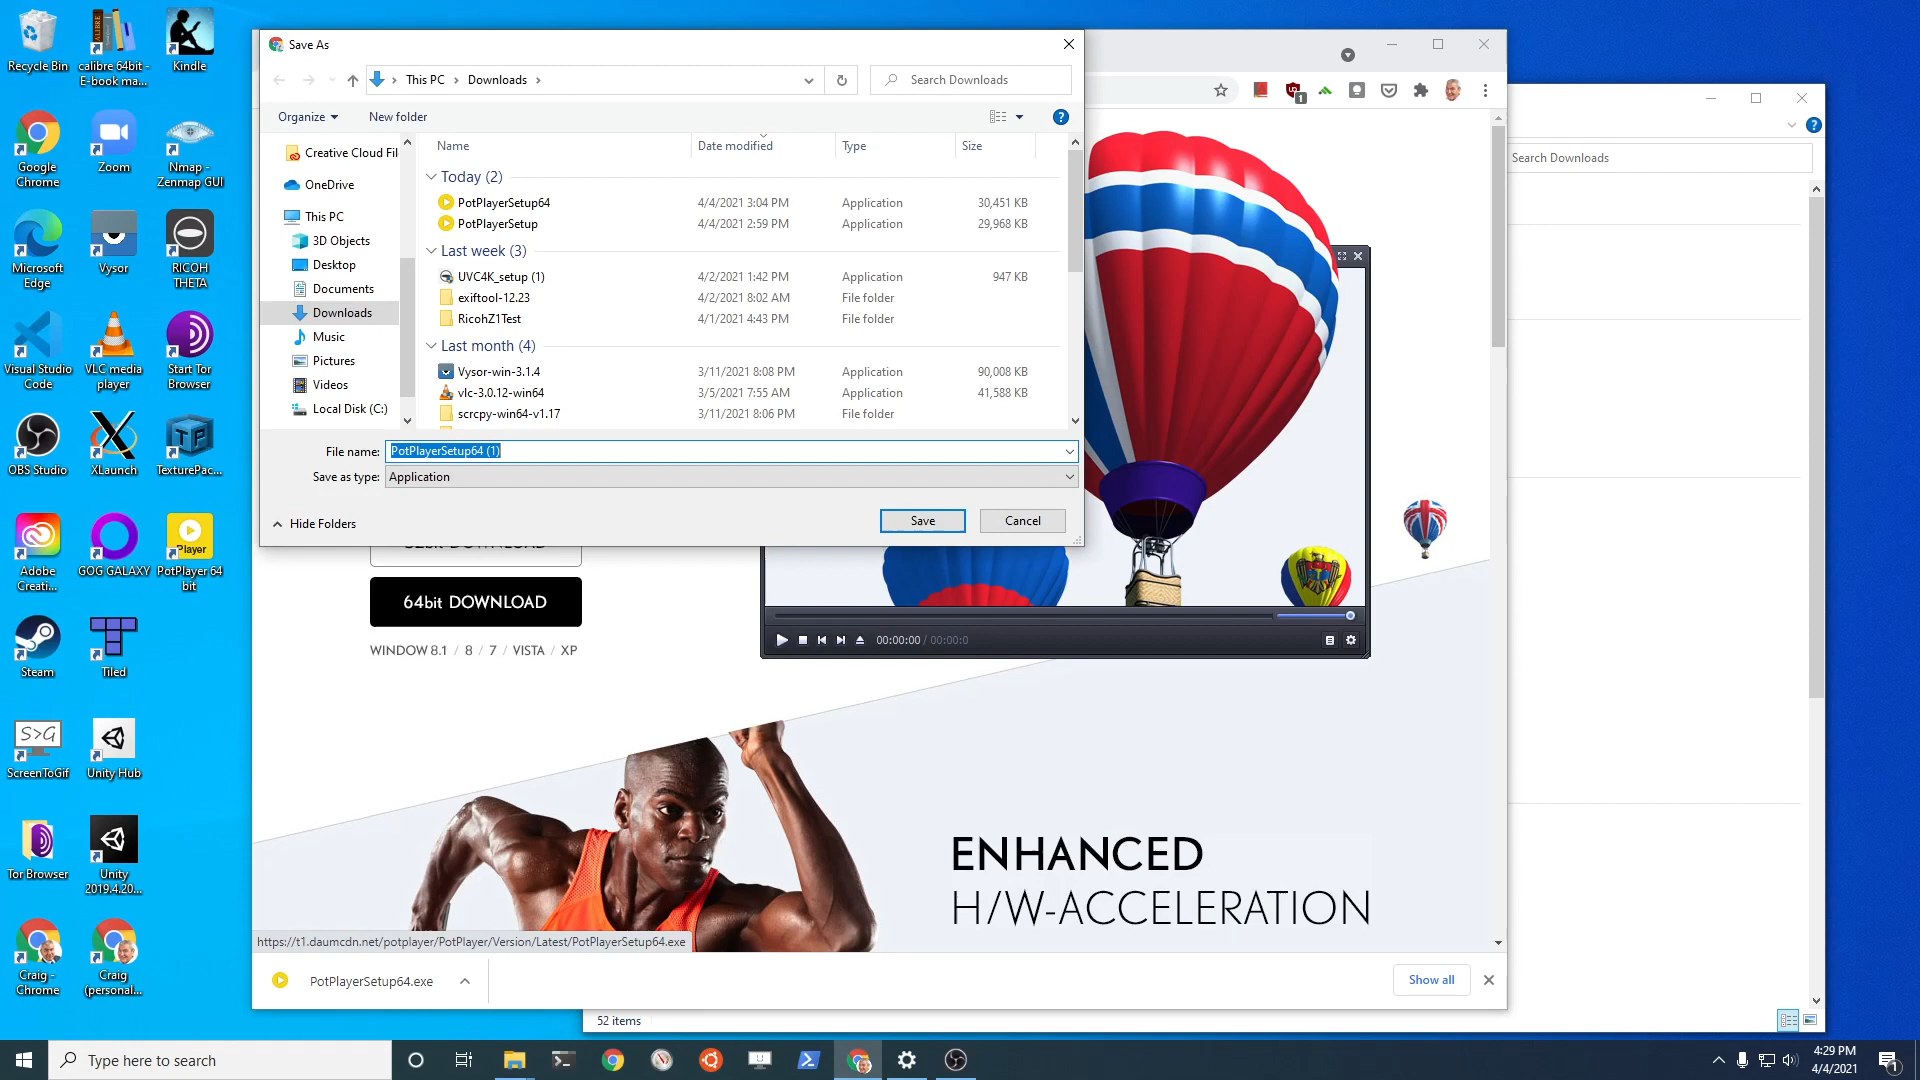 Recycle Bin
calibre 64bit - E-book ma...
Kindle
Google Chrome
Zoom
Nmap - Zenmap GUI
Microsoft Edge
Vysor
RICOH THETA
Visual Studio Code
VLC media player
Start Tor Browser
OBS Studio
XLaunch
TexturePac...
Adobe Creati...
GOG GALAXY
Player
PotPlayer 64 bit
Steam
Tiled
S>G
ScreenToGif
Unity Hub
Tor Browser
Unity 2019.4.20...
Craig - Chrome
Craig (personal...
Save As
This PC > Downloads >
Search Downloads
Organize
New folder
Creative Cloud Fil
OneDrive
This PC
3D Objects
Desktop
Documents
Downloads
Music
Pictures
Videos
Local Disk (C:)
Name Date modified Type Size
Today (2)
PotPlayerSetup64 4/4/2021 3:04 PM Application 30,451 KB
PotPlayerSetup 4/4/2021 2:59 PM Application 29,968 KB
Last week (3)
UVC4K_setup (1) 4/2/2021 1:42 PM Application 947 KB
exiftool-12.23 4/2/2021 8:02 AM File folder
RicohZ1Test 4/1/2021 4:43 PM File folder
Last month (4)
Vysor-win-3.1.4 3/11/2021 8:08 PM Application 90,008 KB
vlc-3.0.12-win64 3/5/2021 7:55 AM Application 41,588 KB
scrcpy-win64-v1.17 3/11/2021 8:06 PM File folder
File name: PotPlayerSetup64 (1)
Save as type: Application
Hide Folders
Save
Cancel
1
Search Downloads
64bit DOWNLOAD
WINDOW 8.1 / 8 / 7 / VISTA / XP
00:00:00 / 00:00:0
ENHANCED
H/W-ACCELERATION
https://t1.daumcdn.net/potplayer/PotPlayer/Version/Latest/PotPlayerSetup64.exe
PotPlayerSetup64.exe
Show all
52 items
Type here to search
4:29 PM
4/4/2021
1